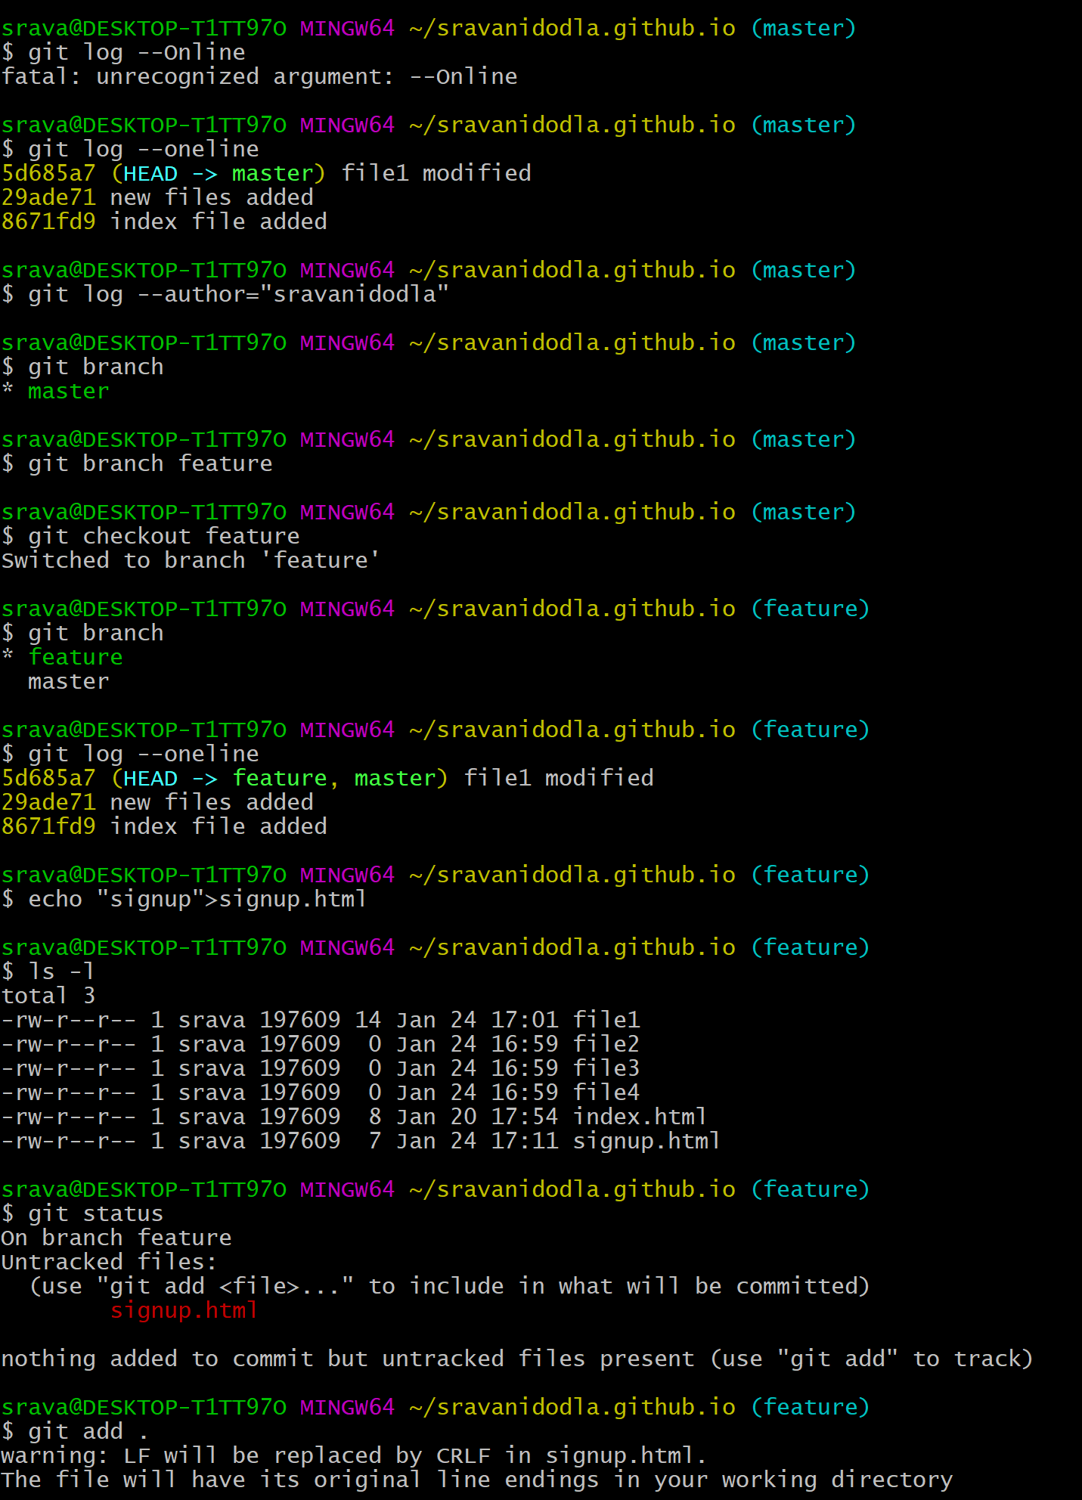 srava@DESKTOP-T1TT97O MINGW64 ~/sravanidodla.github.io (master)
$ git log --Online
fatal: unrecognized argument: --Online

srava@DESKTOP-T1TT97O MINGW64 ~/sravanidodla.github.io (master)
$ git log --oneline
5d685a7 (HEAD -> master) file1 modified
29ade71 new files added
8671fd9 index file added

srava@DESKTOP-T1TT97O MINGW64 ~/sravanidodla.github.io (master)
$ git log --author="sravanidodla"

srava@DESKTOP-T1TT97O MINGW64 ~/sravanidodla.github.io (master)
$ git branch
* master

srava@DESKTOP-T1TT97O MINGW64 ~/sravanidodla.github.io (master)
$ git branch feature

srava@DESKTOP-T1TT97O MINGW64 ~/sravanidodla.github.io (master)
$ git checkout feature
Switched to branch 'feature'

srava@DESKTOP-T1TT97O MINGW64 ~/sravanidodla.github.io (feature)
$ git branch
* feature
  master

srava@DESKTOP-T1TT97O MINGW64 ~/sravanidodla.github.io (feature)
$ git log --oneline
5d685a7 (HEAD -> feature, master) file1 modified
29ade71 new files added
8671fd9 index file added

srava@DESKTOP-T1TT97O MINGW64 ~/sravanidodla.github.io (feature)
$ echo "signup">signup.html

srava@DESKTOP-T1TT97O MINGW64 ~/sravanidodla.github.io (feature)
$ ls -l
total 3
-rw-r--r-- 1 srava 197609 14 Jan 24 17:01 file1
-rw-r--r-- 1 srava 197609  0 Jan 24 16:59 file2
-rw-r--r-- 1 srava 197609  0 Jan 24 16:59 file3
-rw-r--r-- 1 srava 197609  0 Jan 24 16:59 file4
-rw-r--r-- 1 srava 197609  8 Jan 20 17:54 index.html
-rw-r--r-- 1 srava 197609  7 Jan 24 17:11 signup.html

srava@DESKTOP-T1TT97O MINGW64 ~/sravanidodla.github.io (feature)
$ git status
On branch feature
Untracked files:
  (use "git add <file>..." to include in what will be committed)
        signup.html

nothing added to commit but untracked files present (use "git add" to track)

srava@DESKTOP-T1TT97O MINGW64 ~/sravanidodla.github.io (feature)
$ git add .
warning: LF will be replaced by CRLF in signup.html.
The file will have its original line endings in your working directory